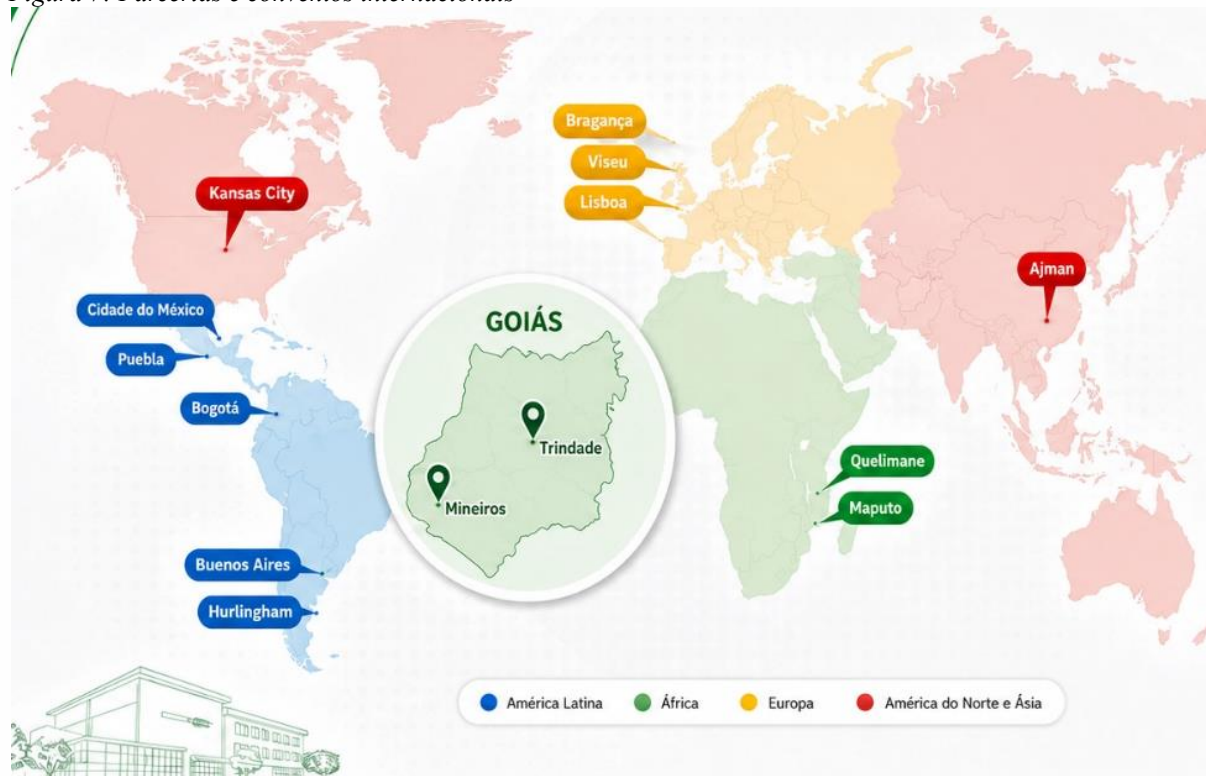 Figura 7: Parcerias e convênios internacionais
Bragança
Viseu
Kansas City
Lisboa
Ajman
Cidade do México
GOIÁS
Puebla
Bogotá
Trindade
Quelimane
Mineiros
Maputo
Buenos Aires
Hurlingham
América Latina
África
Europa
América do Norte e Ásia